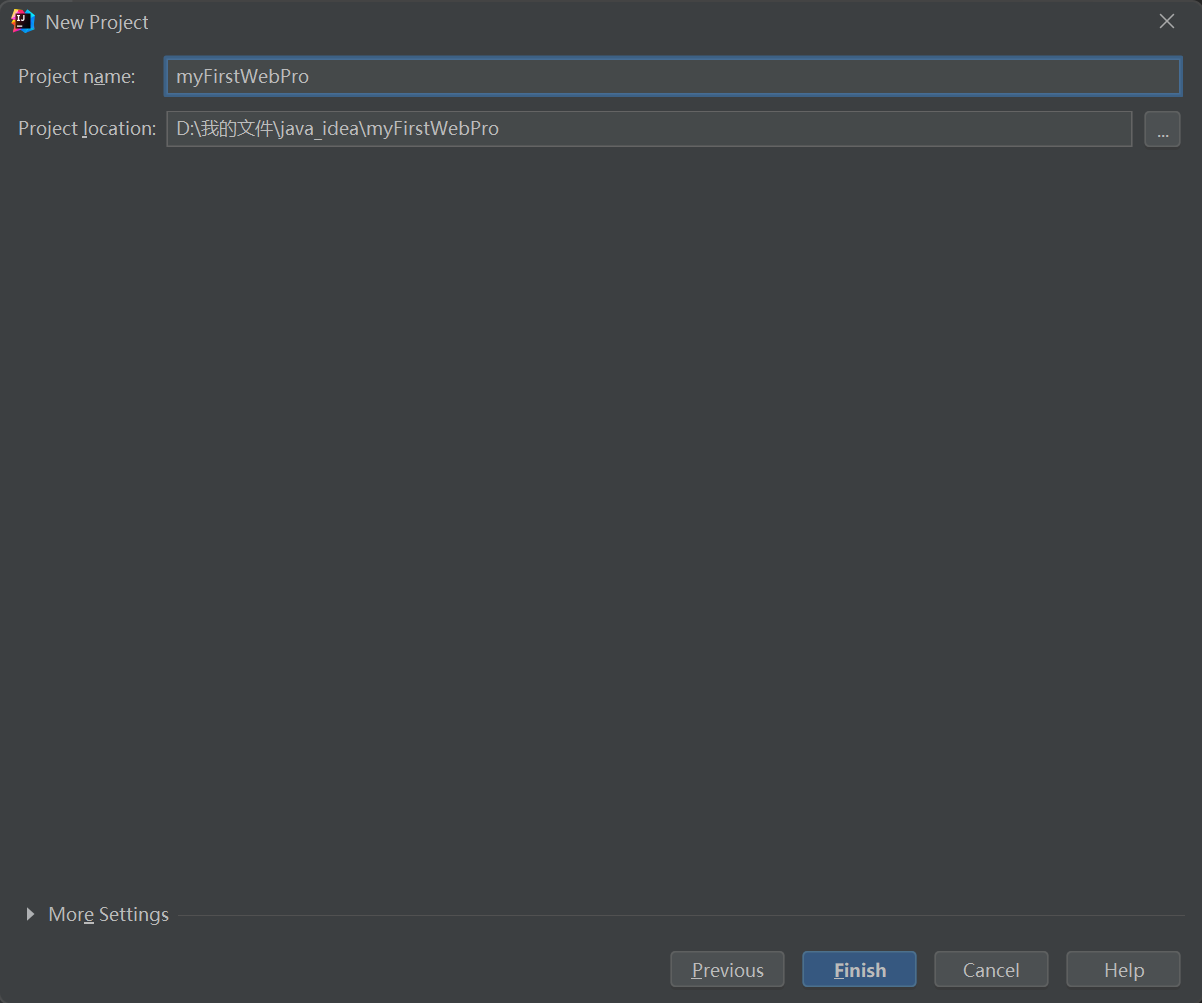 New Project
Project name: myFirstWebPro
Project location: D:\我的文件\java_idea\myFirstWebPro ...
More Settings
Previous Finish Cancel Help